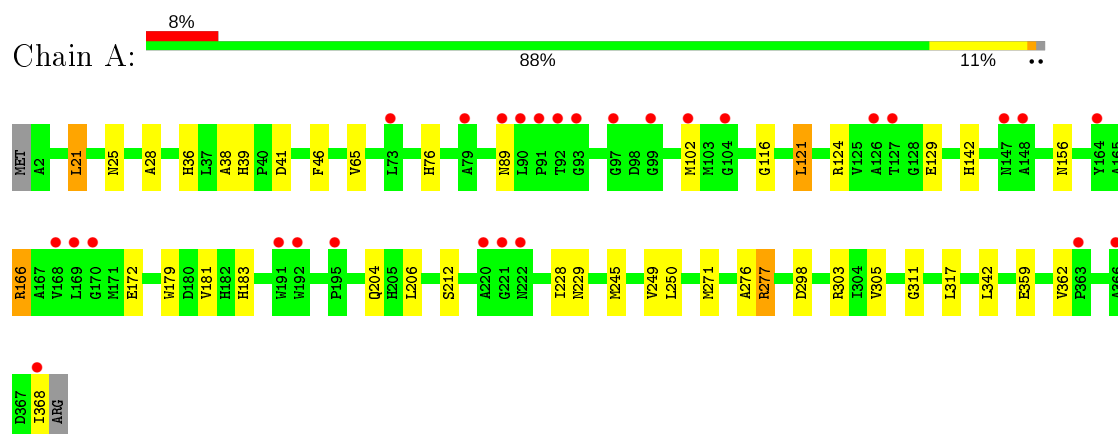 8%
Chain A:
88% 11% ••
MET A2 L21 N25 A28 H36 L37 A38 H39 P40 D41 F46 V65 L73 H76 A79 N89 L90 P91 T92 G93 G97 D98 G99 M102 M103 G104 G116 L121 R124 V125 A126 T127 G128 E129 H142 N147 A148 N156 Y164 A165
R166 A167 V168 L169 G170 M171 E172 W179 D180 V181 H182 H183 W191 W192 P195 Q204 H205 L206 S212 A220 G221 N222 I228 N229 M245 V249 L250 M271 A276 R277 D298 R303 I304 V305 G311 L317 L342 E359 V362 P363 A366
D367 I368 ARG